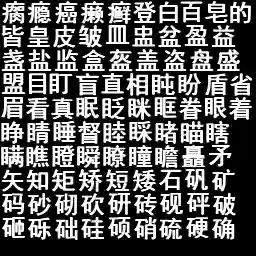 瘸瘾癌癞癣登白百皂的
皆皇皮皱皿盅盆盈益
盏盐监盒盔盖盗盘盛
盟目盯盲直相盹盼盾省
眉看真眠眨眯眶眷眼着
睁睛睡督睦睬睹瞄瞎
瞒瞧瞪瞬瞭瞳瞻矗矛
矢知矩矫短矮石矾矿
码砂砌砍研砖砚砰破
砸砾础硅硕硝硫硬确